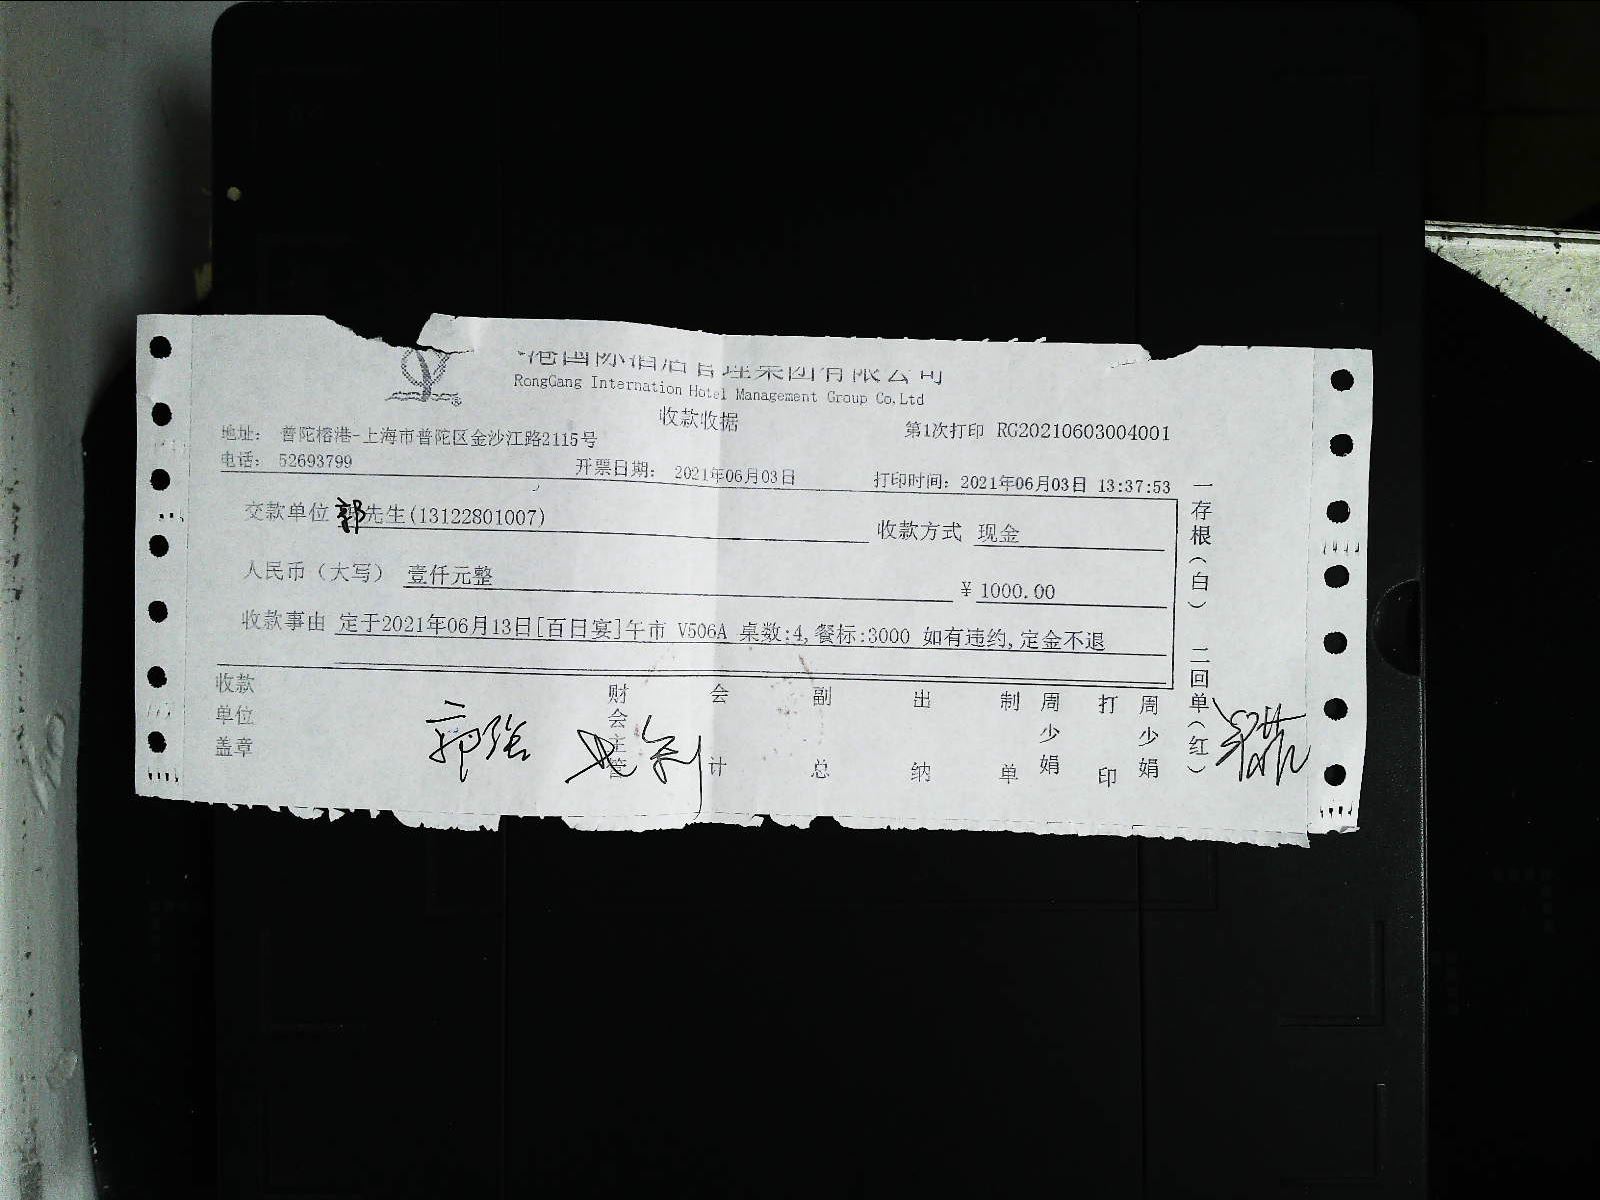 港国际酒店管理集团有限公司
RongGang Internation Hotel Management Group Co,Ltd
收款收据
地址: 普陀榕港-上海市普陀区金沙江路2115号 第1次打印 RG20210603004001
电话: 52693799 开票日期: 2021年06月03日 打印时间: 2021年06月03日 13:37:53
交款单位 郭先生(13122801007) 收款方式 现金
人民币(大写) 壹仟元整 ¥ 1000.00
收款事由 定于2021年06月13日[百日宴]午市 V506A 桌数:4,餐标:3000 如有违约,定金不退
一存根(白) 二回单(红)
收款单位盖章 郭强 财会主管 会计 副总 出纳 制单 周少娟 打印 周少娟